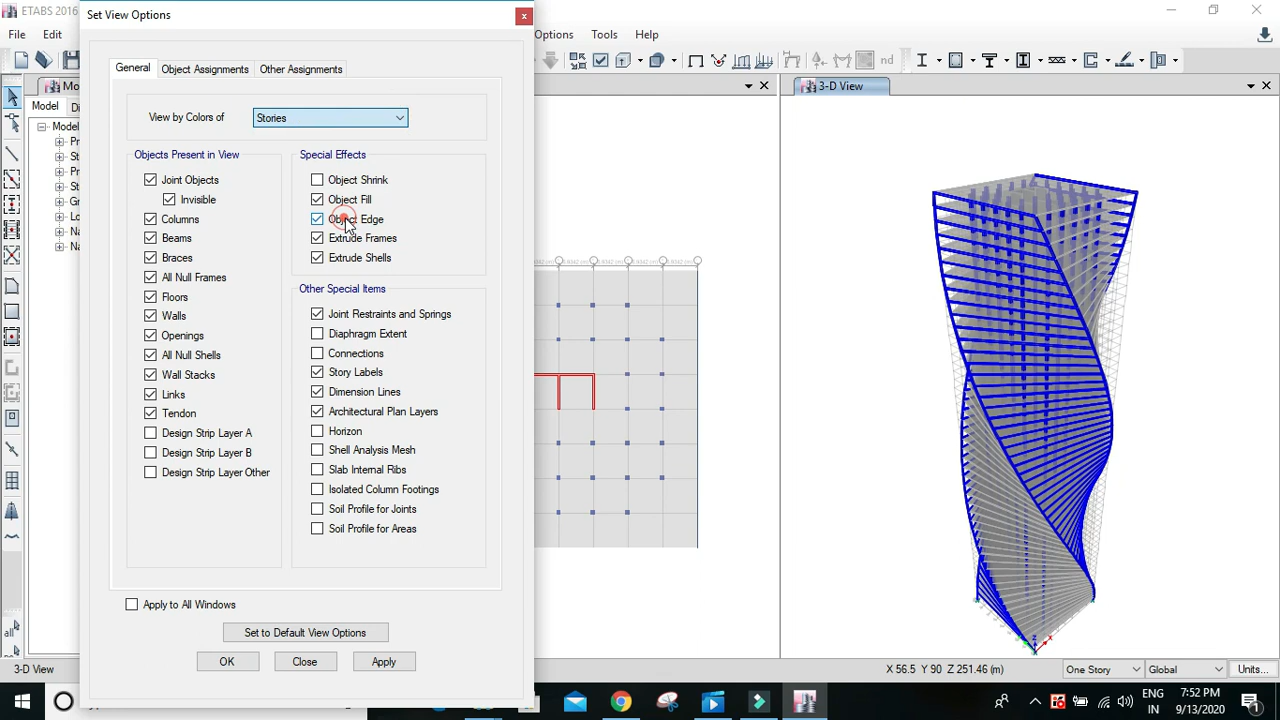 ETABS 2016
Set View Options
x
File
Edit
Options
Tools
Help
General
Object Assignments
Other Assignments
3-D View
Model
View by Colors of
Stories
Objects Present in View
Special Effects
Joint Objects
Object Shrink
Invisible
Object Fill
Columns
Object Edge
Beams
Extrude Frames
Braces
Extrude Shells
All Null Frames
Other Special Items
Floors
Joint Restraints and Springs
Walls
Diaphragm Extent
Openings
Connections
All Null Shells
Story Labels
Wall Stacks
Dimension Lines
Links
Architectural Plan Layers
Tendon
Horizon
Design Strip Layer A
Shell Analysis Mesh
Design Strip Layer B
Slab Internal Ribs
Design Strip Layer Other
Isolated Column Footings
Soil Profile for Joints
Soil Profile for Areas
Apply to All Windows
Set to Default View Options
OK
Close
Apply
all
3-D View
X 56.5 Y 90 Z 251.46 (m)
One Story
Global
Units...
ENG
IN
7:52 PM
9/13/2020